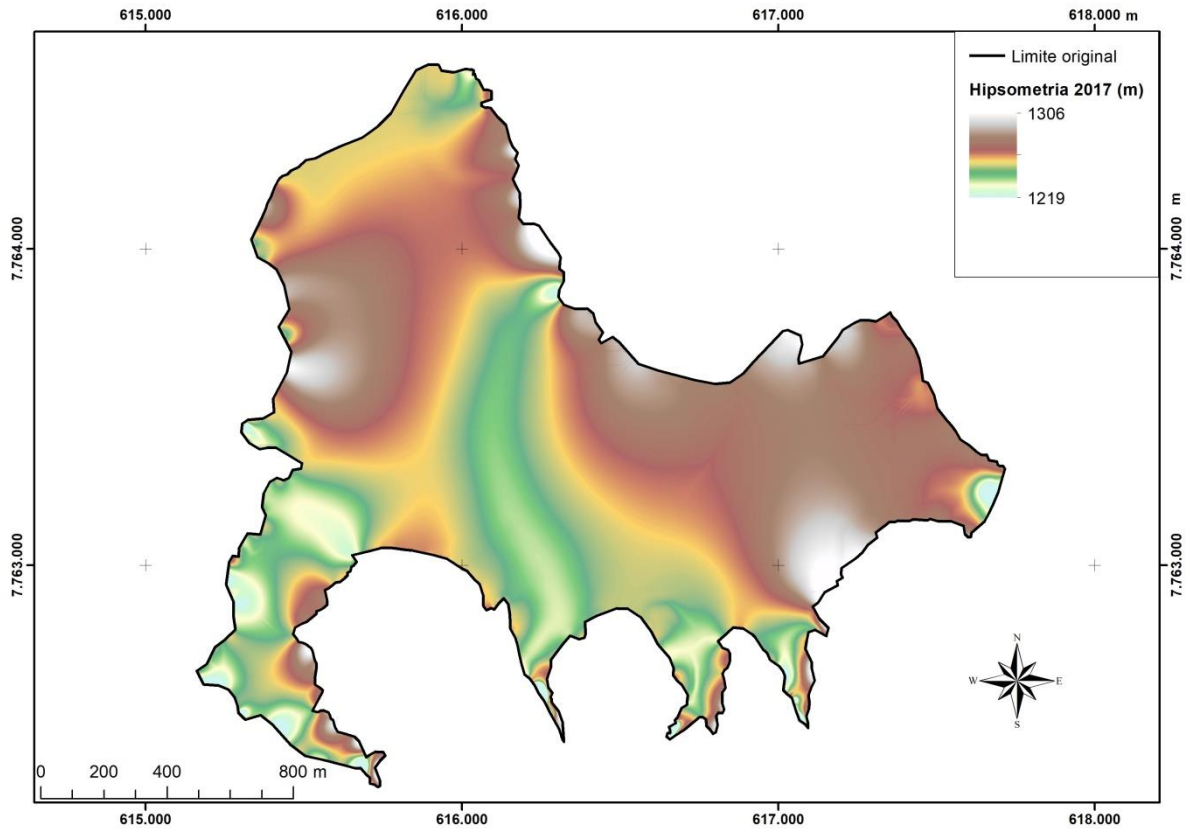 615.000 616.000 617.000 618.000 m
Limite original
Hipsometria 2017 (m)
1306
1219
7.764.000
7.763.000
m
7.764.000
7.763.000
N
W E
S
0 200 400 800 m
615.000 616.000 617.000 618.000